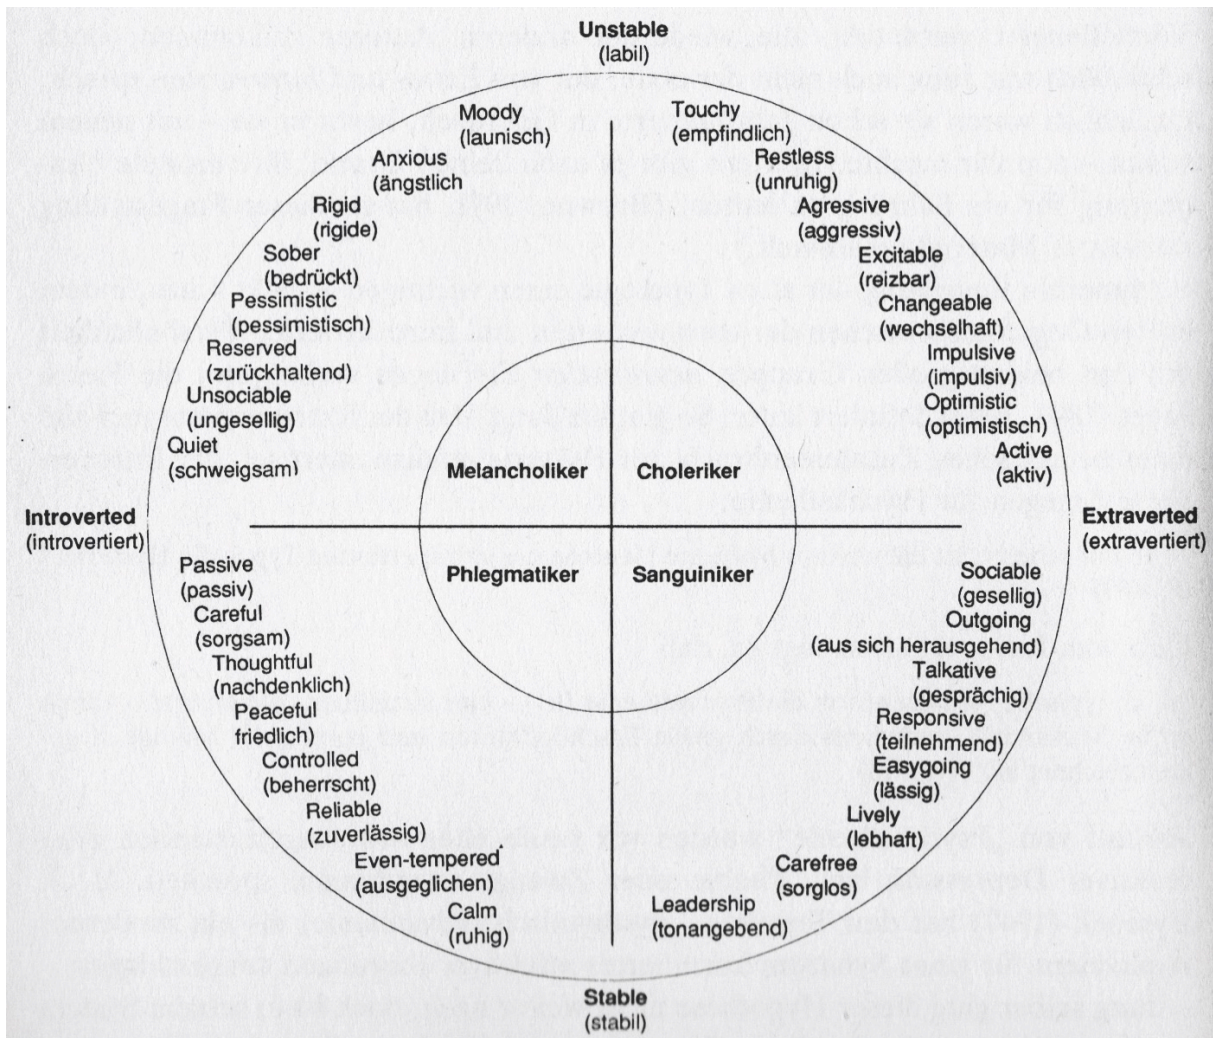 Unstable
(labil)
Moody
(launisch)
Anxious
(ängstlich
Rigid
(rigide)
Sober
(bedrückt)
Pessimistic
(pessimistisch)
Reserved
(zurückhaltend)
Unsociable
(ungesellig)
Quiet
(schweigsam)
Touchy
(empfindlich)
Restless
(unruhig)
Agressive
(aggressiv)
Excitable
(reizbar)
Changeable
(wechselhaft)
Impulsive
(impulsiv)
Optimistic
(optimistisch)
Active
(aktiv)
Melancholiker
Choleriker
Introverted
(introvertiert)
Extraverted
(extravertiert)
Phlegmatiker
Sanguiniker
Passive
(passiv)
Careful
(sorgsam)
Thoughtful
(nachdenklich)
Peaceful
friedlich)
Controlled
(beherrscht)
Reliable
(zuverlässig)
Even-tempered
(ausgeglichen)
Calm
(ruhig)
Sociable
(gesellig)
Outgoing
(aus sich herausgehend)
Talkative
(gesprächig)
Responsive
(teilnehmend)
Easygoing
(lässig)
Lively
(lebhaft)
Carefree
(sorglos)
Leadership
(tonangebend)
Stable
(stabil)